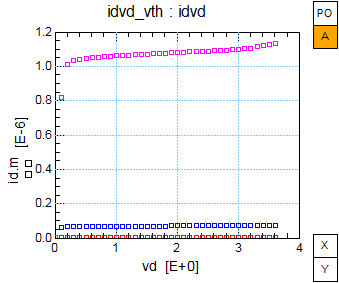 idvd_vth : idvd
PO
A
1.2
1.0
0.8
0.6
0.4
0.2
0.0
id.m [E-6]
0 1 2 3 4
vd [E+0]
X
Y